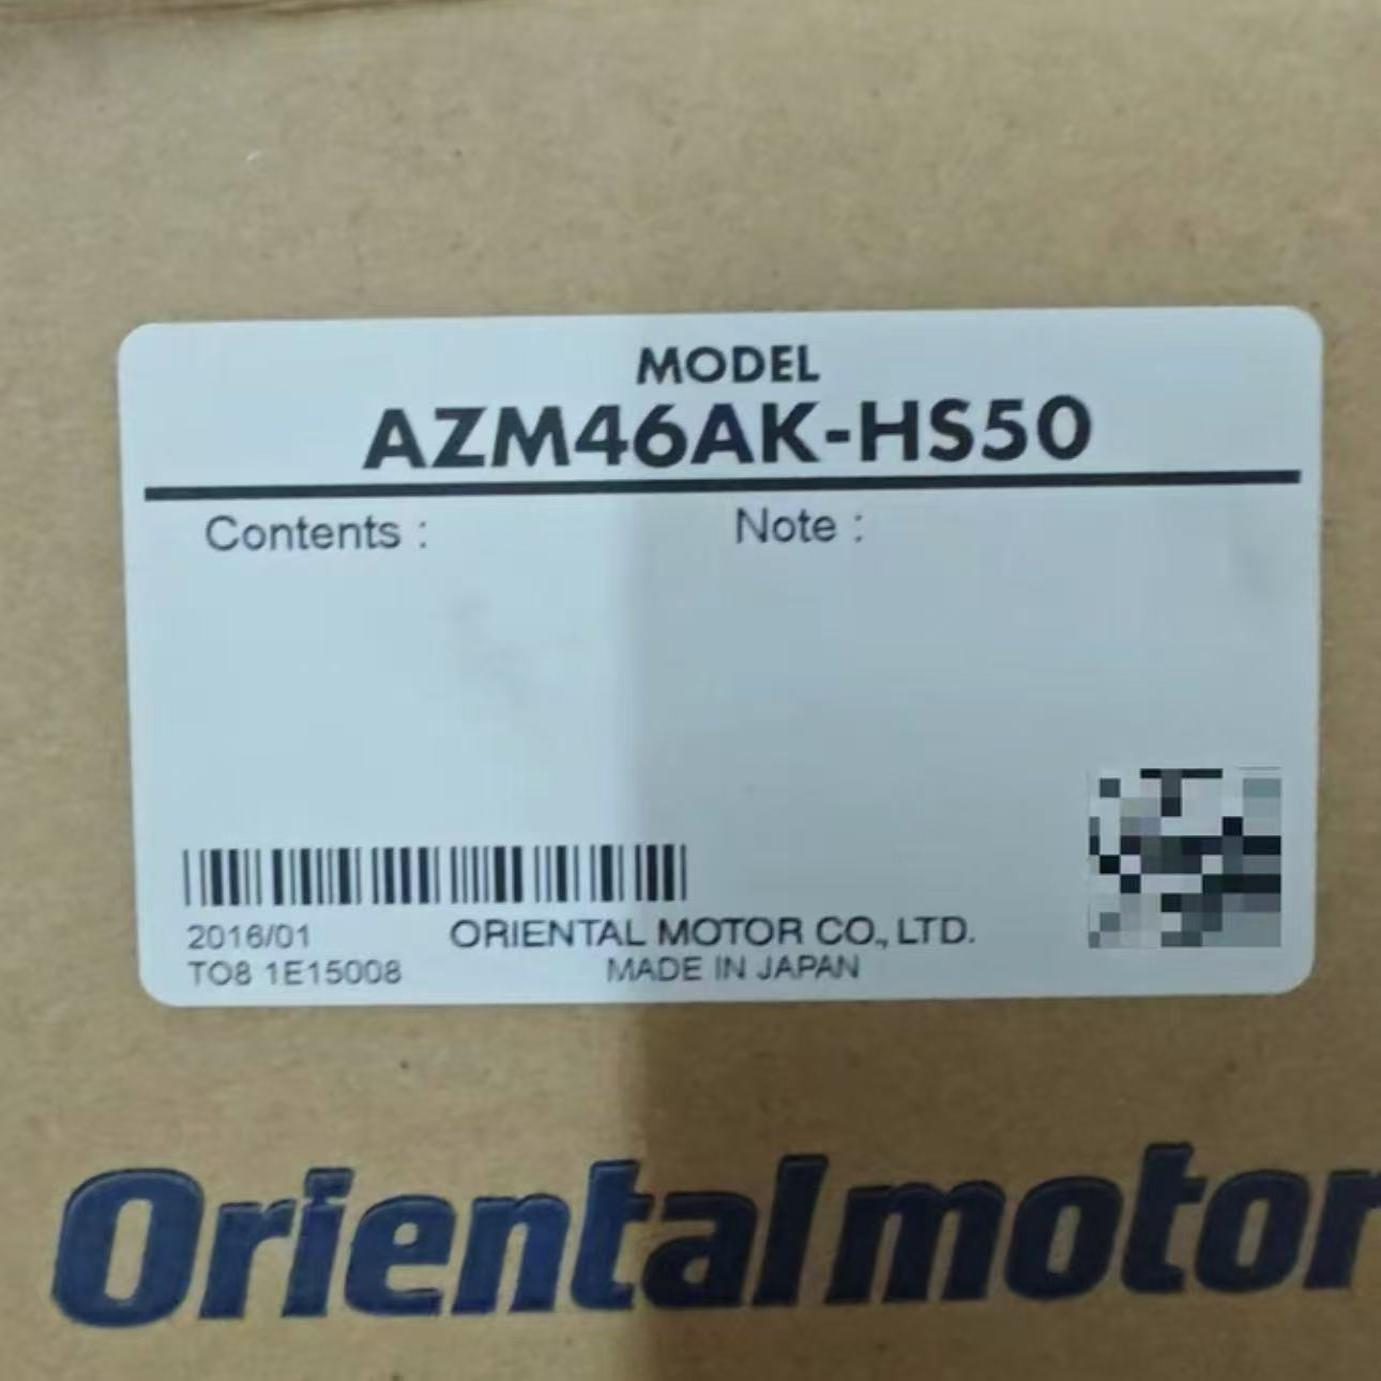 MODEL
AZM46AK-HS50
Contents : Note :
2016/01 ORIENTAL MOTOR CO., LTD.
TO8 1E15008 MADE IN JAPAN
Orientalmotor